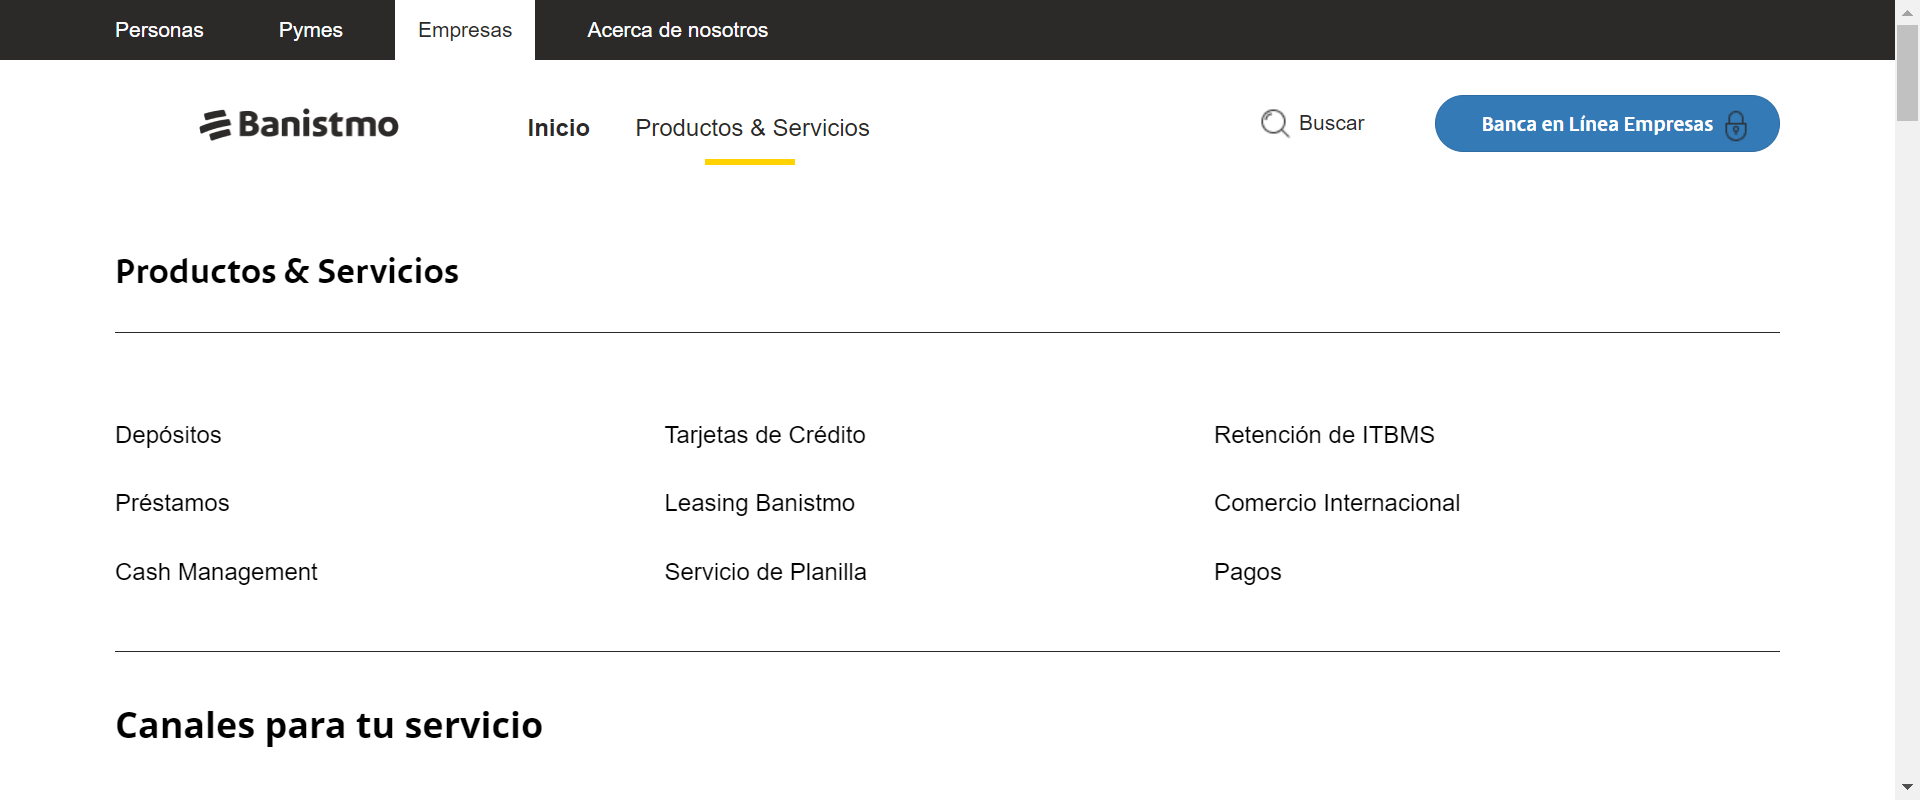 Personas Pymes Empresas Acerca de nosotros
Banistmo Inicio Productos & Servicios Buscar Banca en Línea Empresas
Productos & Servicios
Depósitos Tarjetas de Crédito Retención de ITBMS
Préstamos Leasing Banistmo Comercio Internacional
Cash Management Servicio de Planilla Pagos
Canales para tu servicio